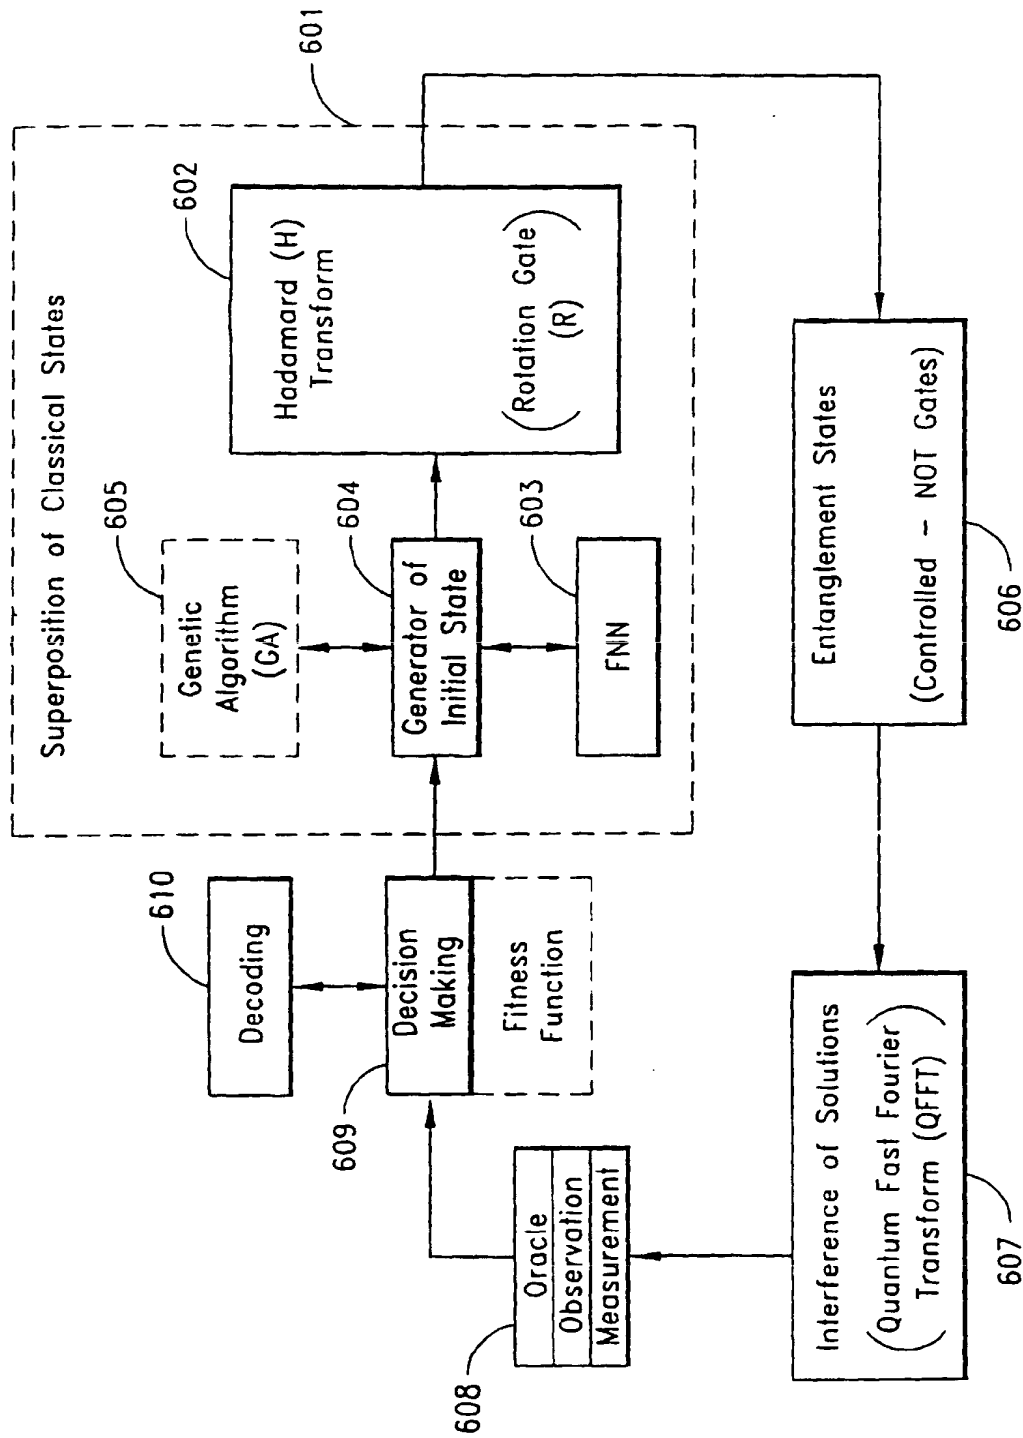 Superposition of Classical States
601
605
Genetic
Algorithm
(GA)
602
Hadamard (H)
Transform
(Rotation Gate
(R))
604
Generator of
Initial State
603
FNN
610
Decoding
609
Decision
Making
Fitness
Function
608
Oracle
Observation
Measurement
Interference of Solutions
(Quantum Fast Fourier
Transform (QFFT))
607
Entanglement States
(Controlled - NOT Gates)
606